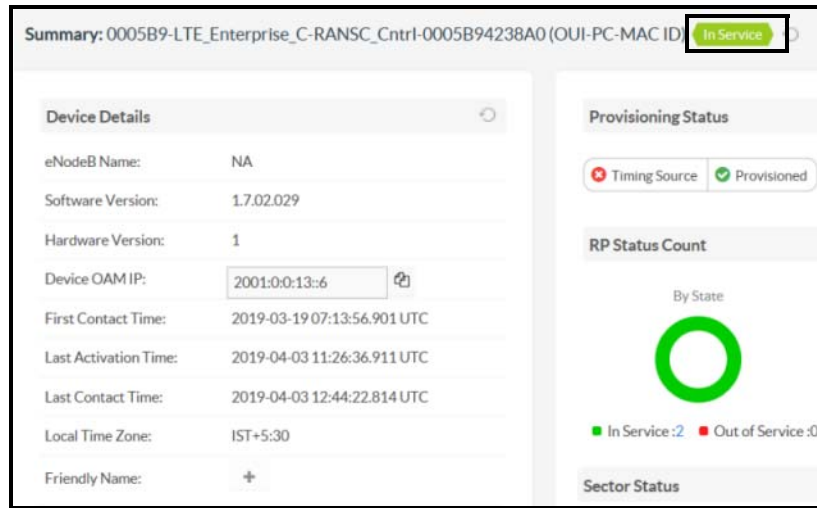 Summary: 0005B9-LTE_Enterprise_C-RANSC_Cntrl-0005B94238A0 (OUI-PC-MAC ID) In Service
Device Details
eNodeB Name: NA
Software Version: 1.7.02.029
Hardware Version: 1
Device OAM IP: 2001:0:0:13::6
First Contact Time: 2019-03-19 07:13:56.901 UTC
Last Activation Time: 2019-04-03 11:26:36.911 UTC
Last Contact Time: 2019-04-03 12:44:22.814 UTC
Local Time Zone: IST+5:30
Friendly Name: +
Provisioning Status
Timing Source Provisioned
RP Status Count
By State
In Service :2 Out of Service :0
Sector Status